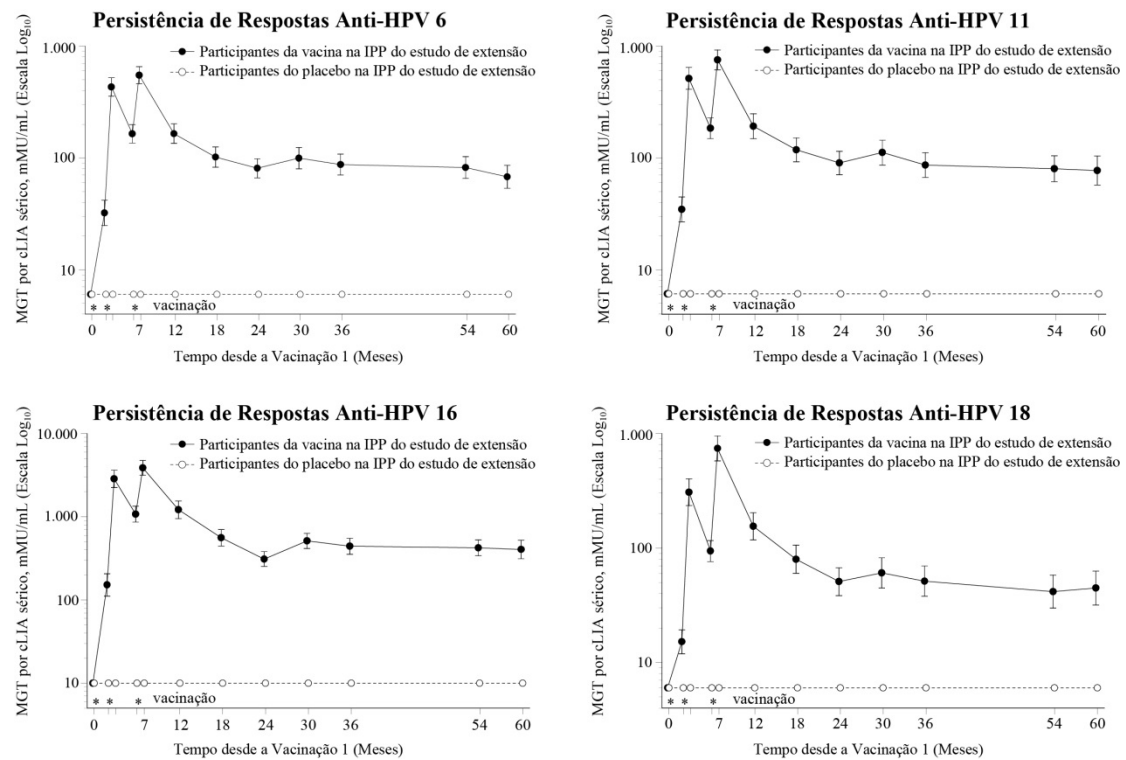 Persistência de Respostas Anti-HPV 6
MGT por cLIA sérico, mMU/mL (Escala Log₁₀)
Participantes da vacina na IPP do estudo de extensão
Participantes do placebo na IPP do estudo de extensão
1.000
100
10
* * * vacinação
0 7 12 18 24 30 36 54 60
Tempo desde a Vacinação 1 (Meses)
Persistência de Respostas Anti-HPV 11
MGT por cLIA sérico, mMU/mL (Escala Log₁₀)
Participantes da vacina na IPP do estudo de extensão
Participantes do placebo na IPP do estudo de extensão
1.000
100
10
* * * vacinação
0 7 12 18 24 30 36 54 60
Tempo desde a Vacinação 1 (Meses)
Persistência de Respostas Anti-HPV 16
MGT por cLIA sérico, mMU/mL (Escala Log₁₀)
Participantes da vacina na IPP do estudo de extensão
Participantes do placebo na IPP do estudo de extensão
10.000
1.000
100
10
* * * vacinação
0 7 12 18 24 30 36 54 60
Tempo desde a Vacinação 1 (Meses)
Persistência de Respostas Anti-HPV 18
MGT por cLIA sérico, mMU/mL (Escala Log₁₀)
Participantes da vacina na IPP do estudo de extensão
Participantes do placebo na IPP do estudo de extensão
1.000
100
10
* * * vacinação
0 7 12 18 24 30 36 54 60
Tempo desde a Vacinação 1 (Meses)